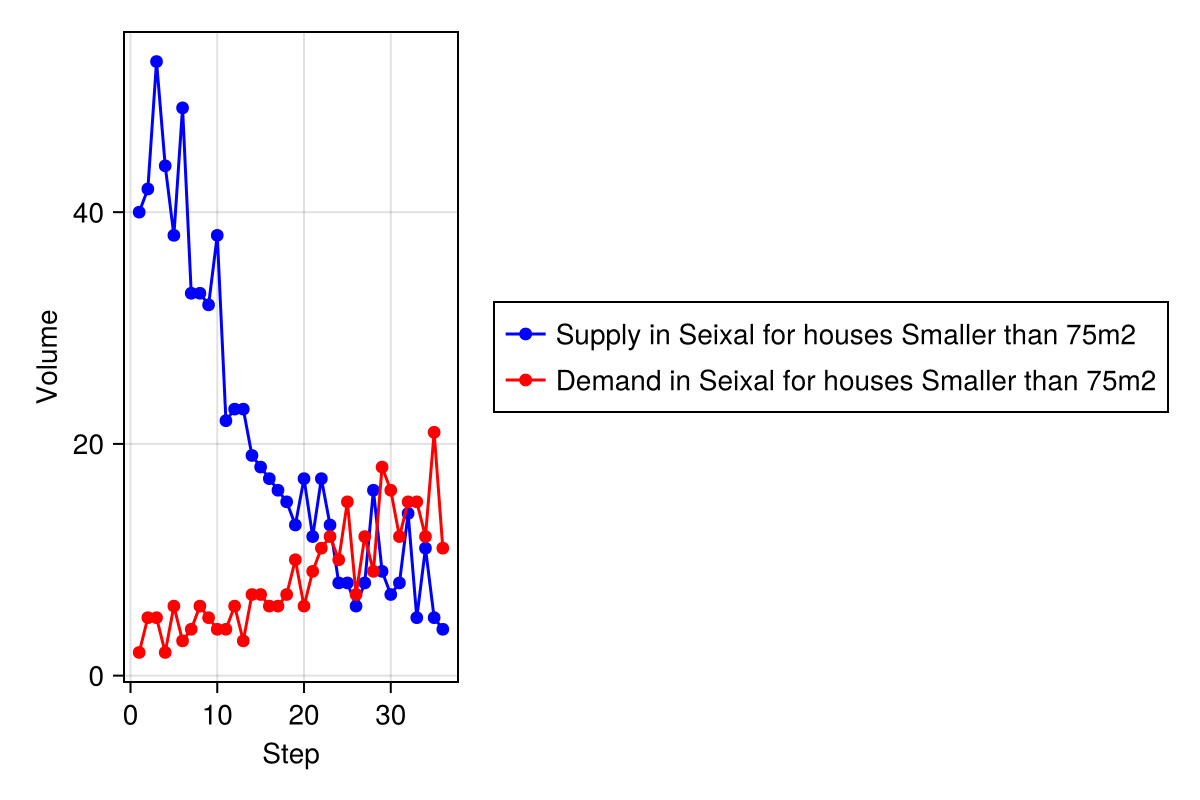 40
20
0
Volume
0 10 20 30
Step
Supply in Seixal for houses Smaller than 75m2
Demand in Seixal for houses Smaller than 75m2